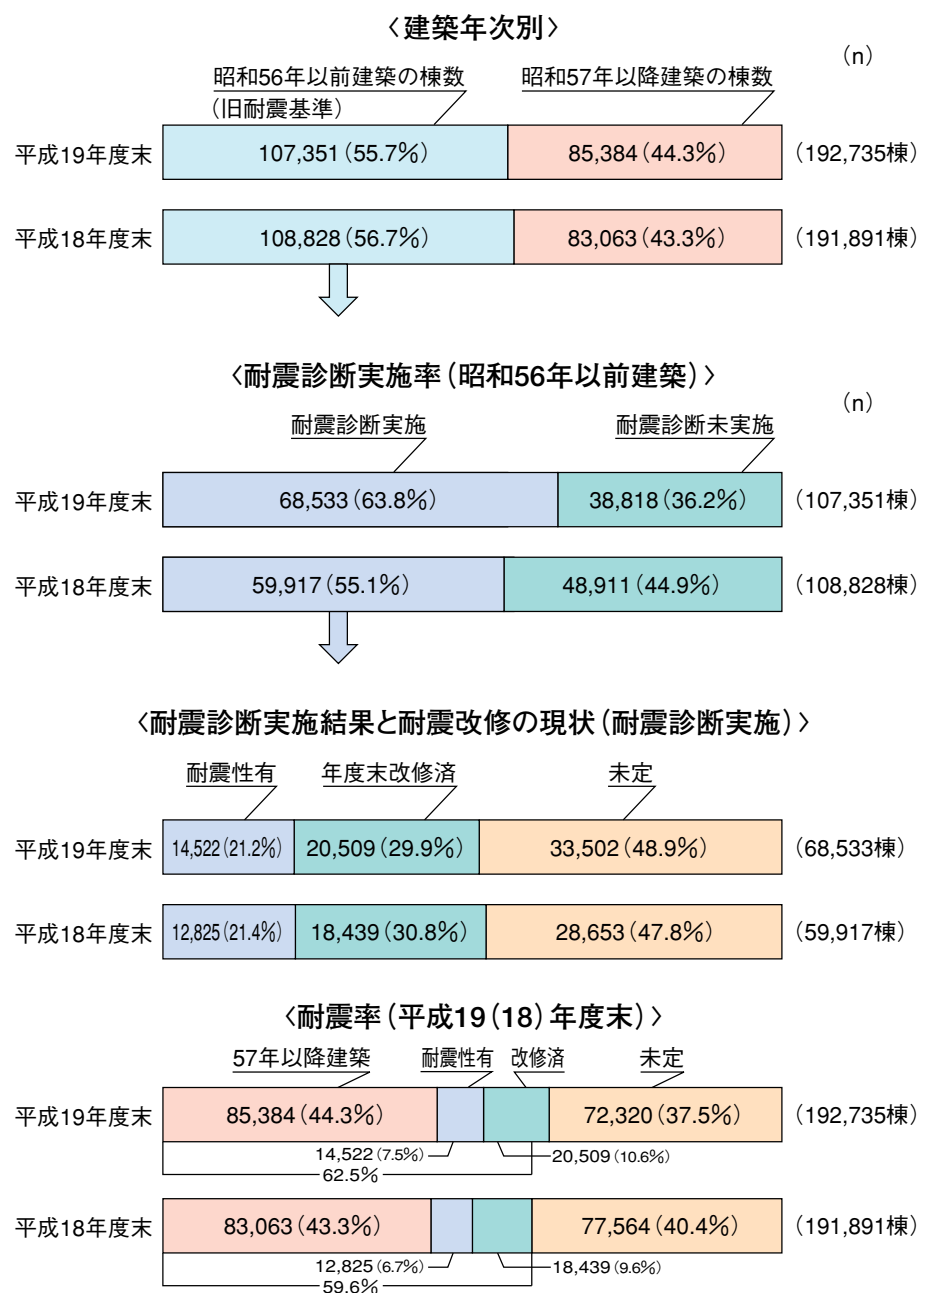 〈建築年次別〉
(n)
昭和56年以前建築の棟数
(旧耐震基準)
昭和57年以降建築の棟数
平成19年度末 107,351(55.7%) 85,384(44.3%) (192,735棟)
平成18年度末 108,828(56.7%) 83,063(43.3%) (191,891棟)
〈耐震診断実施率(昭和56年以前建築)〉
(n)
耐震診断実施 耐震診断未実施
平成19年度末 68,533(63.8%) 38,818(36.2%) (107,351棟)
平成18年度末 59,917(55.1%) 48,911(44.9%) (108,828棟)
〈耐震診断実施結果と耐震改修の現状(耐震診断実施)〉
耐震性有 年度末改修済 未定
平成19年度末 14,522(21.2%) 20,509(29.9%) 33,502(48.9%) (68,533棟)
平成18年度末 12,825(21.4%) 18,439(30.8%) 28,653(47.8%) (59,917棟)
〈耐震率(平成19(18)年度末)〉
57年以降建築 耐震性有 改修済 未定
平成19年度末 85,384(44.3%) 72,320(37.5%) (192,735棟)
14,522(7.5%) 20,509(10.6%)
62.5%
平成18年度末 83,063(43.3%) 77,564(40.4%) (191,891棟)
12,825(6.7%) 18,439(9.6%)
59.6%